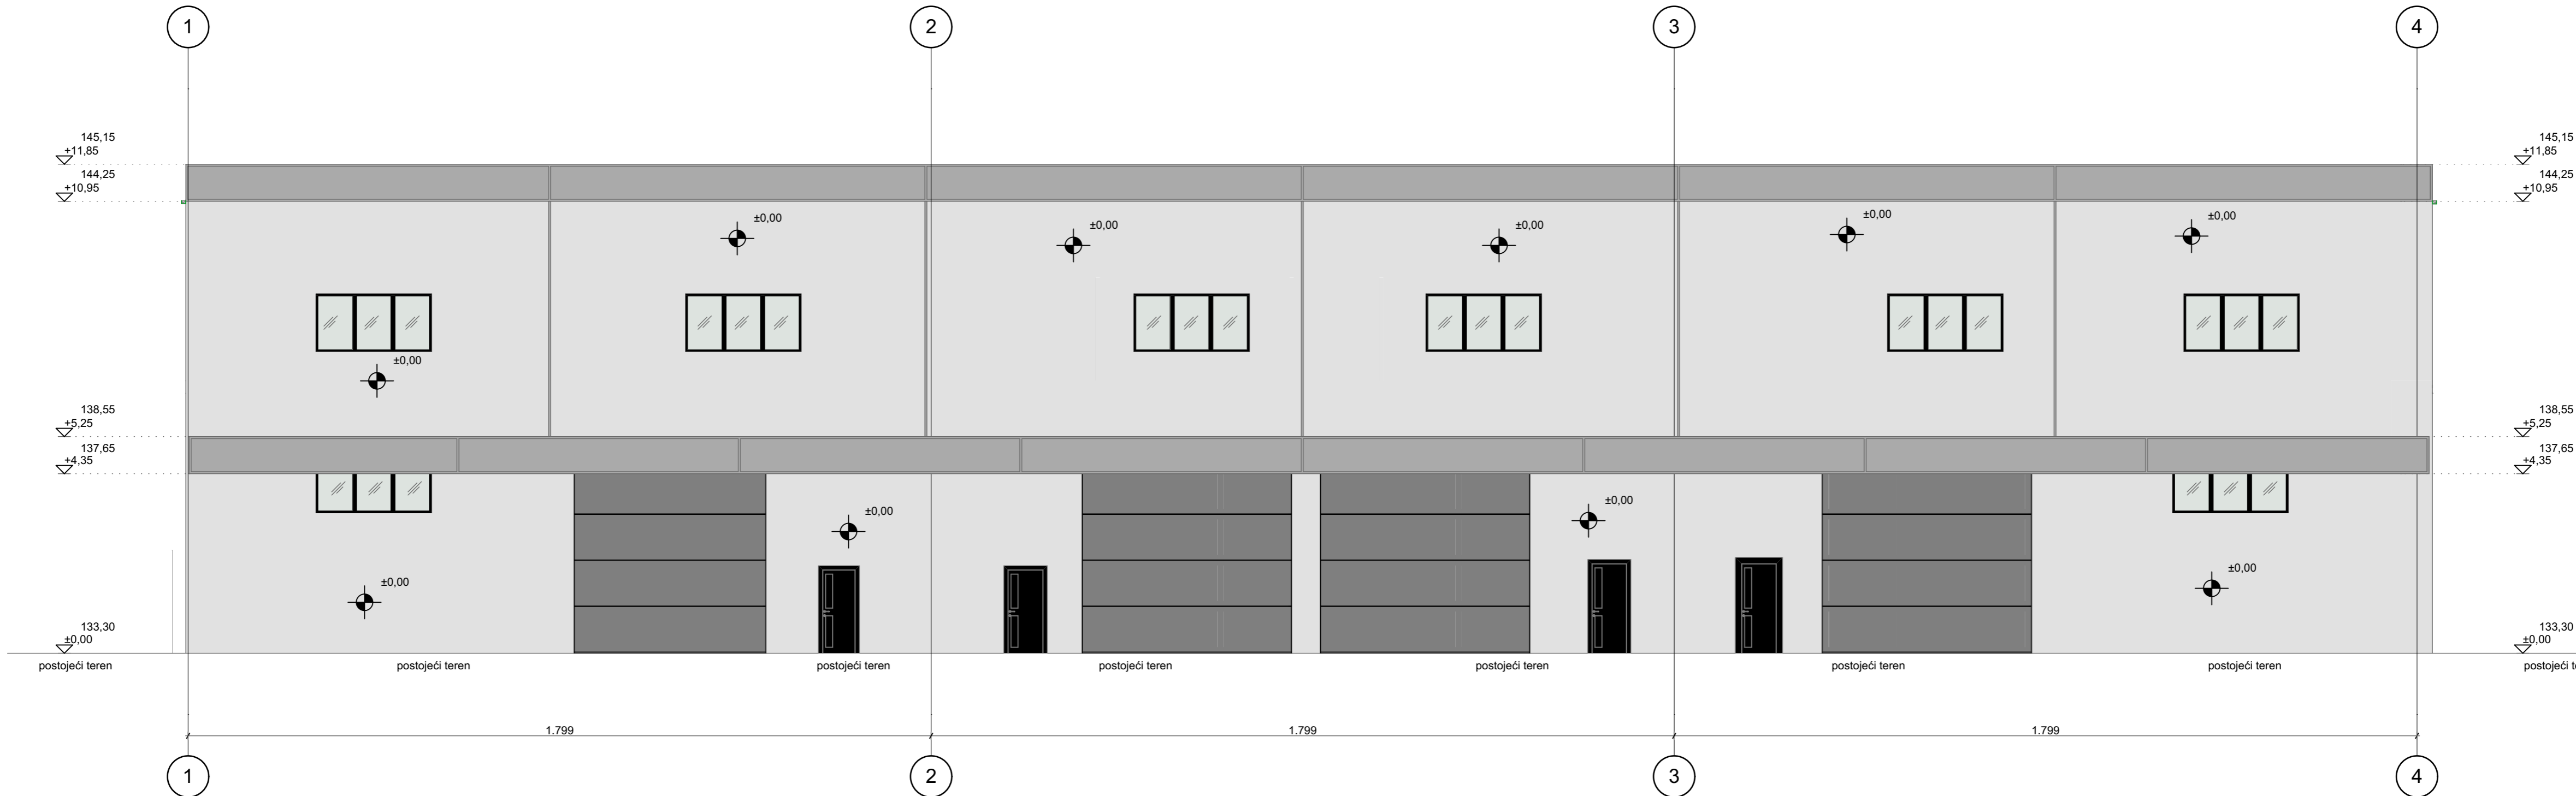 1 2 3 4
145,15 145,15
+11,85 +11,85
144,25 144,25
+10,95 +10,95
±0,00 ±0,00 ±0,00 ±0,00 ±0,00
±0,00
138,55 138,55
+5,25 +5,25
137,65 137,65
+4,35 +4,35
±0,00 ±0,00
±0,00 ±0,00
133,30 133,30
±0,00 ±0,00
postojeći teren postojeći teren postojeći teren postojeći teren postojeći teren postojeći teren postojeći teren postojeći
1.799 1.799 1.799
1 2 3 4